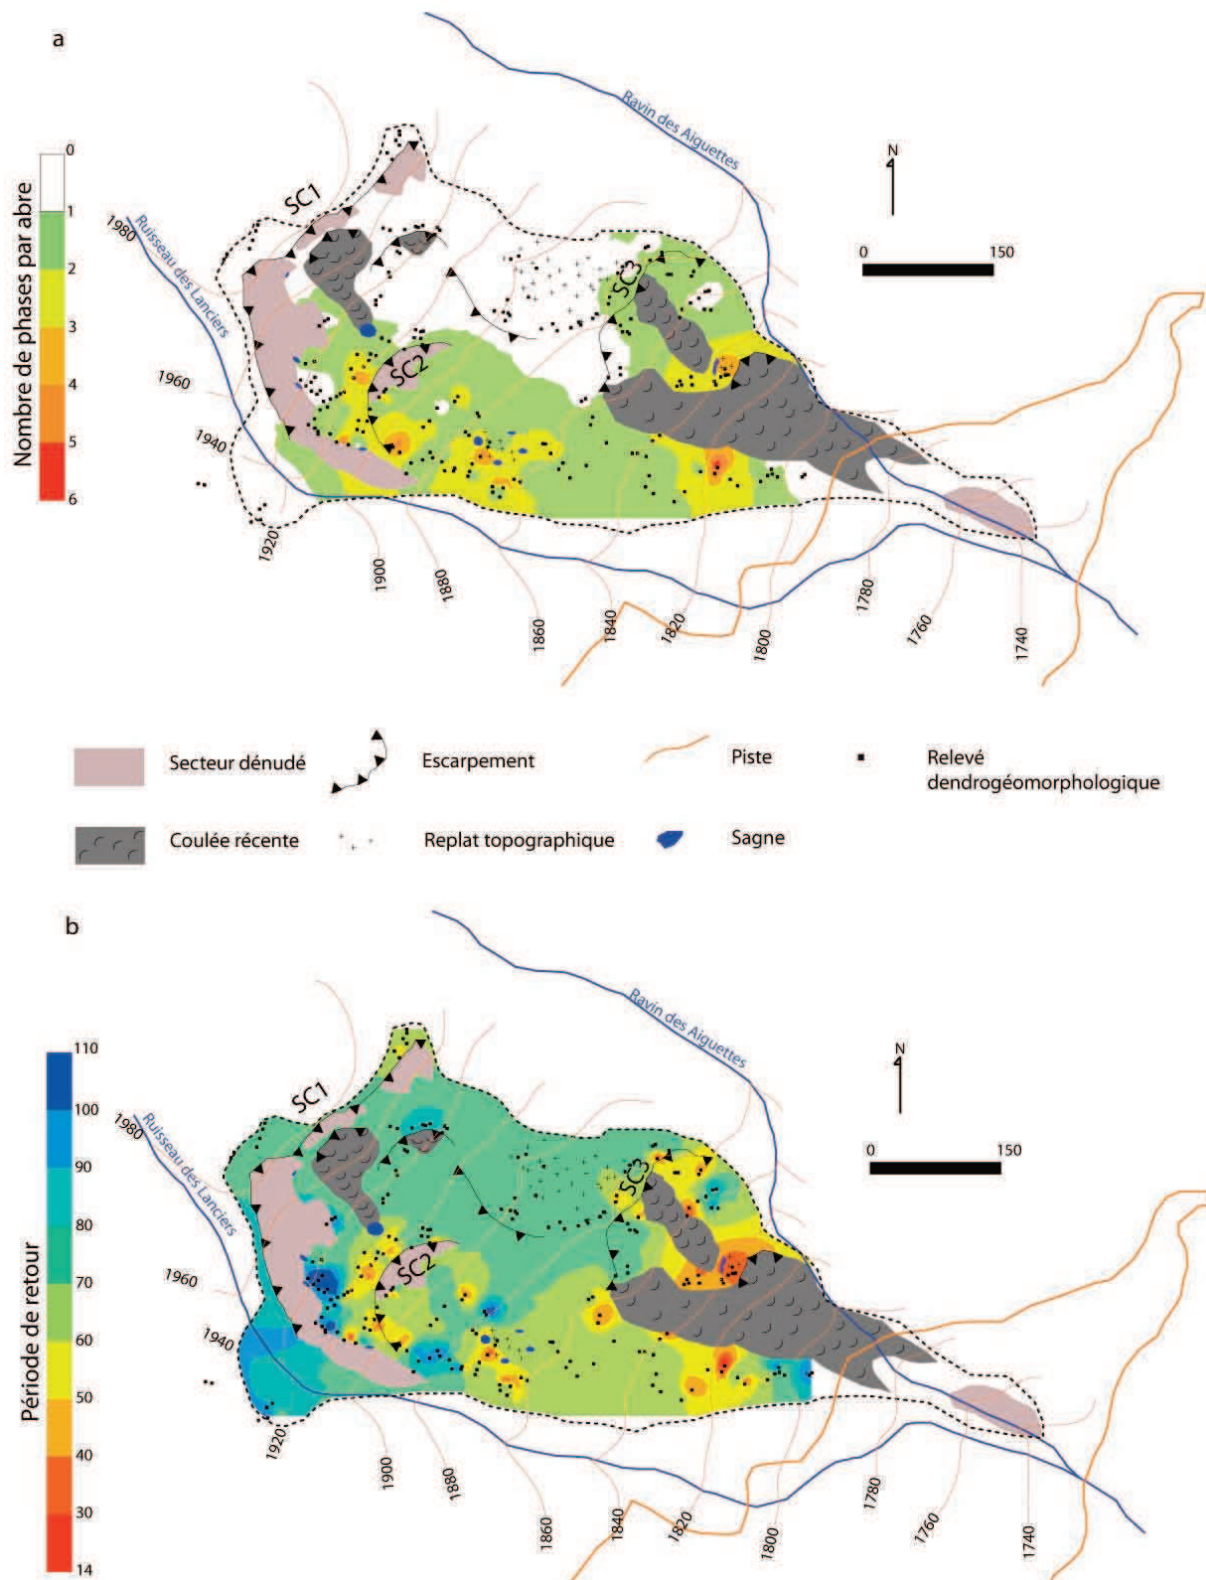 a
Ravin des Aiguettes
N
0
150
Nombre de phases par abre
0
1
2
3
4
5
6
SC1
SC2
SC3
Ruisseau des Lanciers
1980
1960
1940
1920
1900
1880
1860
1840
1820
1800
1780
1760
1740
Secteur dénudé
Escarpement
Piste
Relevé
dendrogéomorphologique
Coulée récente
Replat topographique
Sagne
b
Ravin des Aiguettes
N
0
150
Période de retour
110
100
90
80
70
60
50
40
30
14
SC1
SC2
SC3
Ruisseau des Lanciers
1980
1960
1940
1920
1900
1880
1860
1840
1820
1800
1780
1760
1740